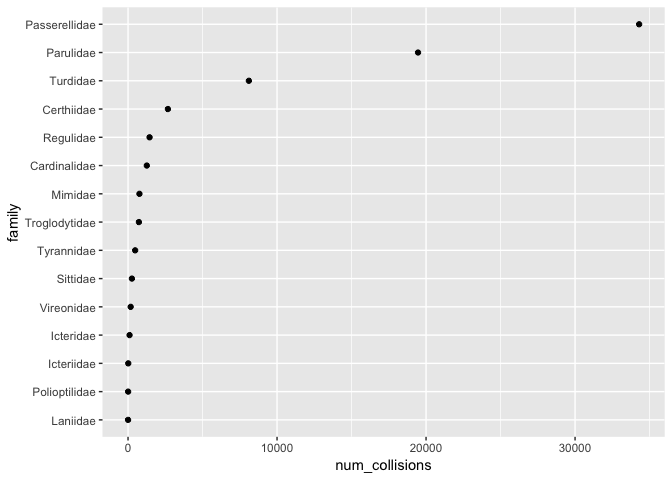 Passerellidae
Parulidae
Turdidae
Certhiidae
Regulidae
Cardinalidae
Mimidae
Troglodytidae
Tyrannidae
Sittidae
Vireonidae
Icteridae
Icteriidae
Polioptilidae
Laniidae
family
0 10000 20000 30000
num_collisions